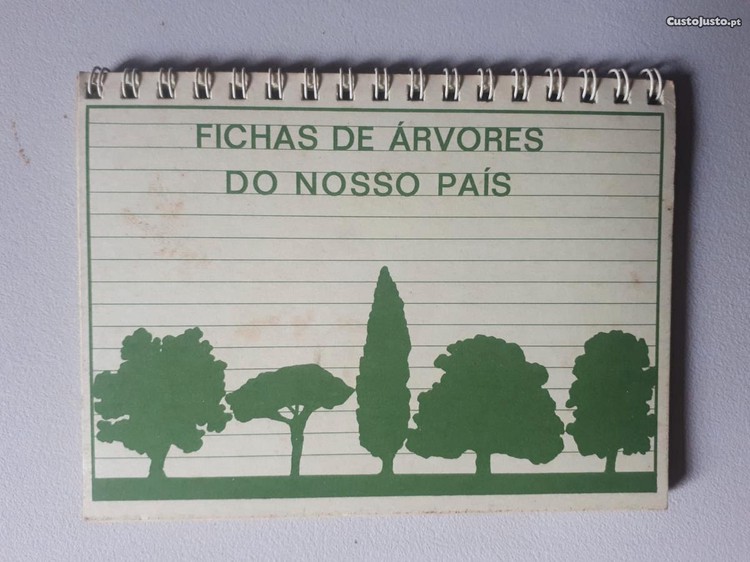 CustoJusto.pt
FICHAS DE ÁRVORES
DO NOSSO PAÍS